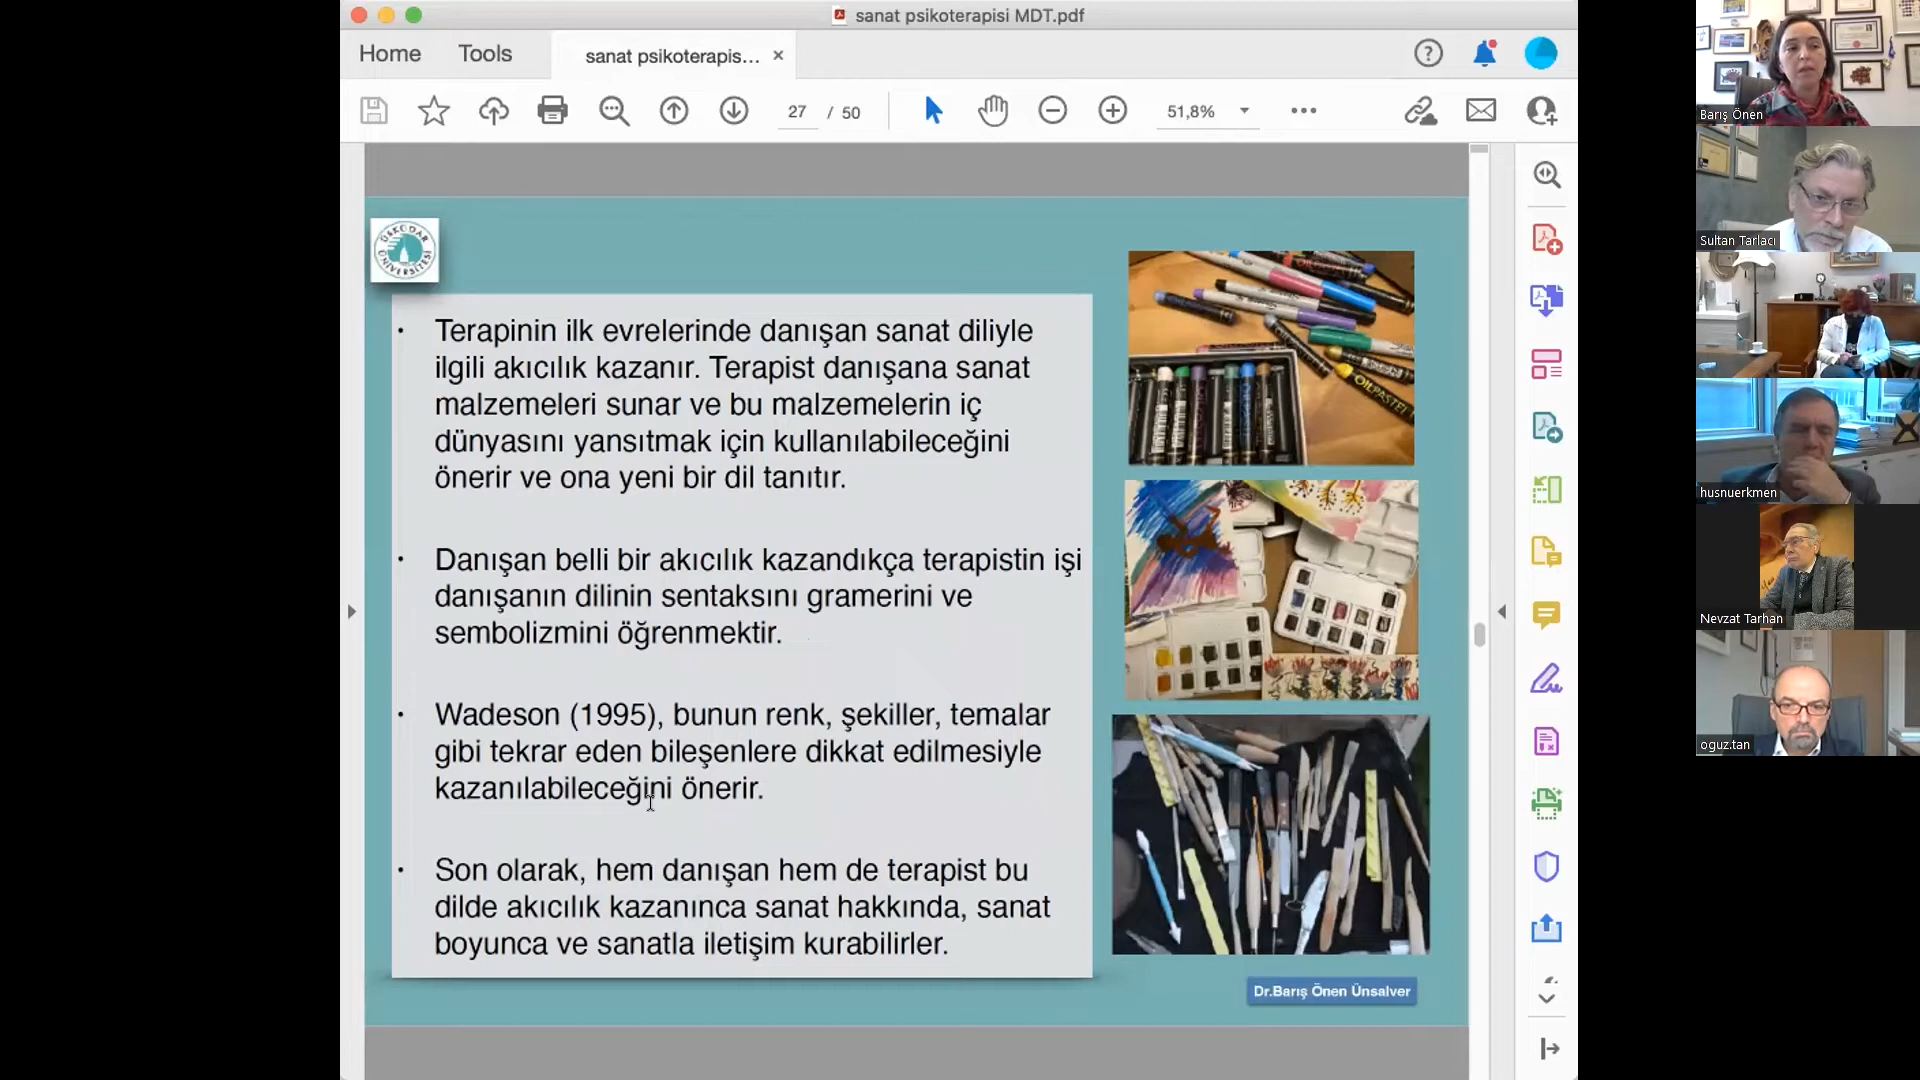 sanat psikoterapisi MDT.pdf
Home
Tools
sanat psikoterapis...
27 / 50
51,8%
ÜSKÜDAR ÜNİVERSİTESİ
• Terapinin ilk evrelerinde danışan sanat diliyle
ilgili akıcılık kazanır. Terapist danışana sanat
malzemeleri sunar ve bu malzemelerin iç
dünyasını yansıtmak için kullanılabileceğini
önerir ve ona yeni bir dil tanıtır.
• Danışan belli bir akıcılık kazandıkça terapistin işi
danışanın dilinin sentaksını gramerini ve
sembolizmini öğrenmektir.
• Wadeson (1995), bunun renk, şekiller, temalar
gibi tekrar eden bileşenlere dikkat edilmesiyle
kazanılabileceğini önerir.
• Son olarak, hem danışan hem de terapist bu
dilde akıcılık kazanınca sanat hakkında, sanat
boyunca ve sanatla iletişim kurabilirler.
OILPASTEL
Dr.Barış Önen Ünsalver
Barış Önen
Sultan Tarlacı
husnuerkmen
Nevzat Tarhan
oguz.tan